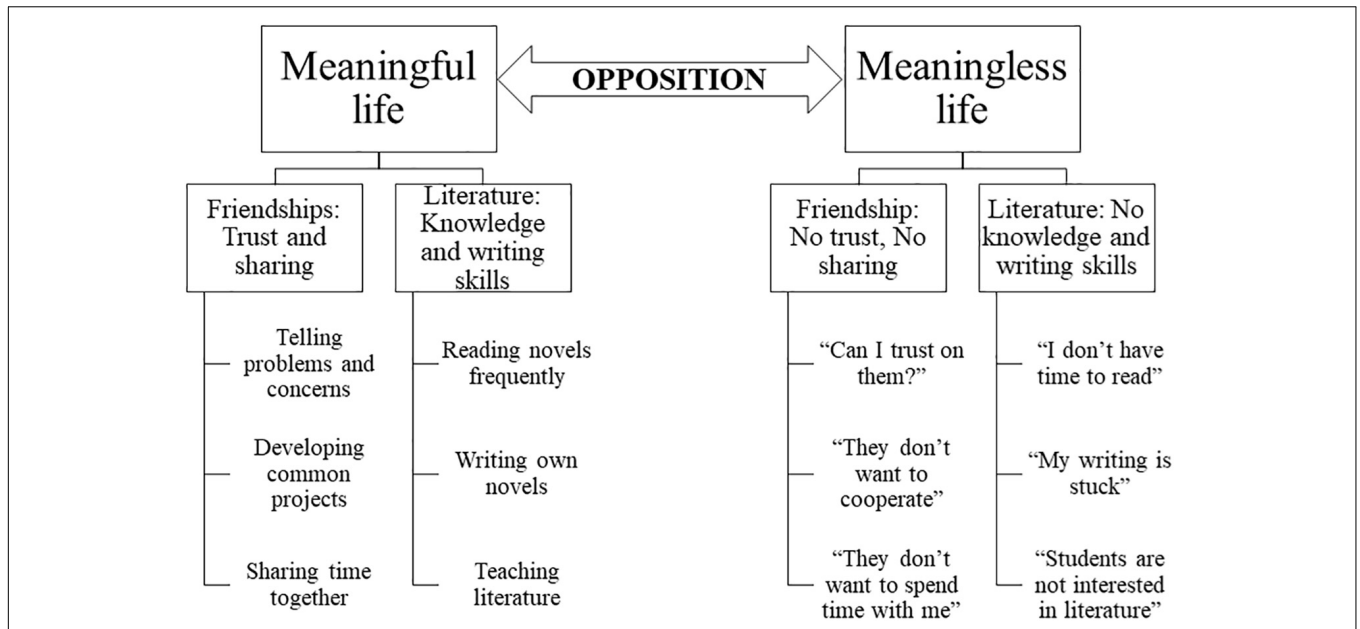 Meaningful
life
OPPOSITION
Meaningless
life
Friendships:
Trust and
sharing
Literature:
Knowledge
and writing
skills
Friendship:
No trust, No
sharing
Literature: No
knowledge and
writing skills
Telling
problems and
concerns
Reading novels
frequently
“Can I trust on
them?”
“I don’t have
time to read”
Developing
common
projects
Writing own
novels
“They don’t
want to
cooperate”
“My writing is
stuck”
Sharing time
together
Teaching
literature
“They don’t
want to spend
time with me”
“Students are
not interested
in literature”